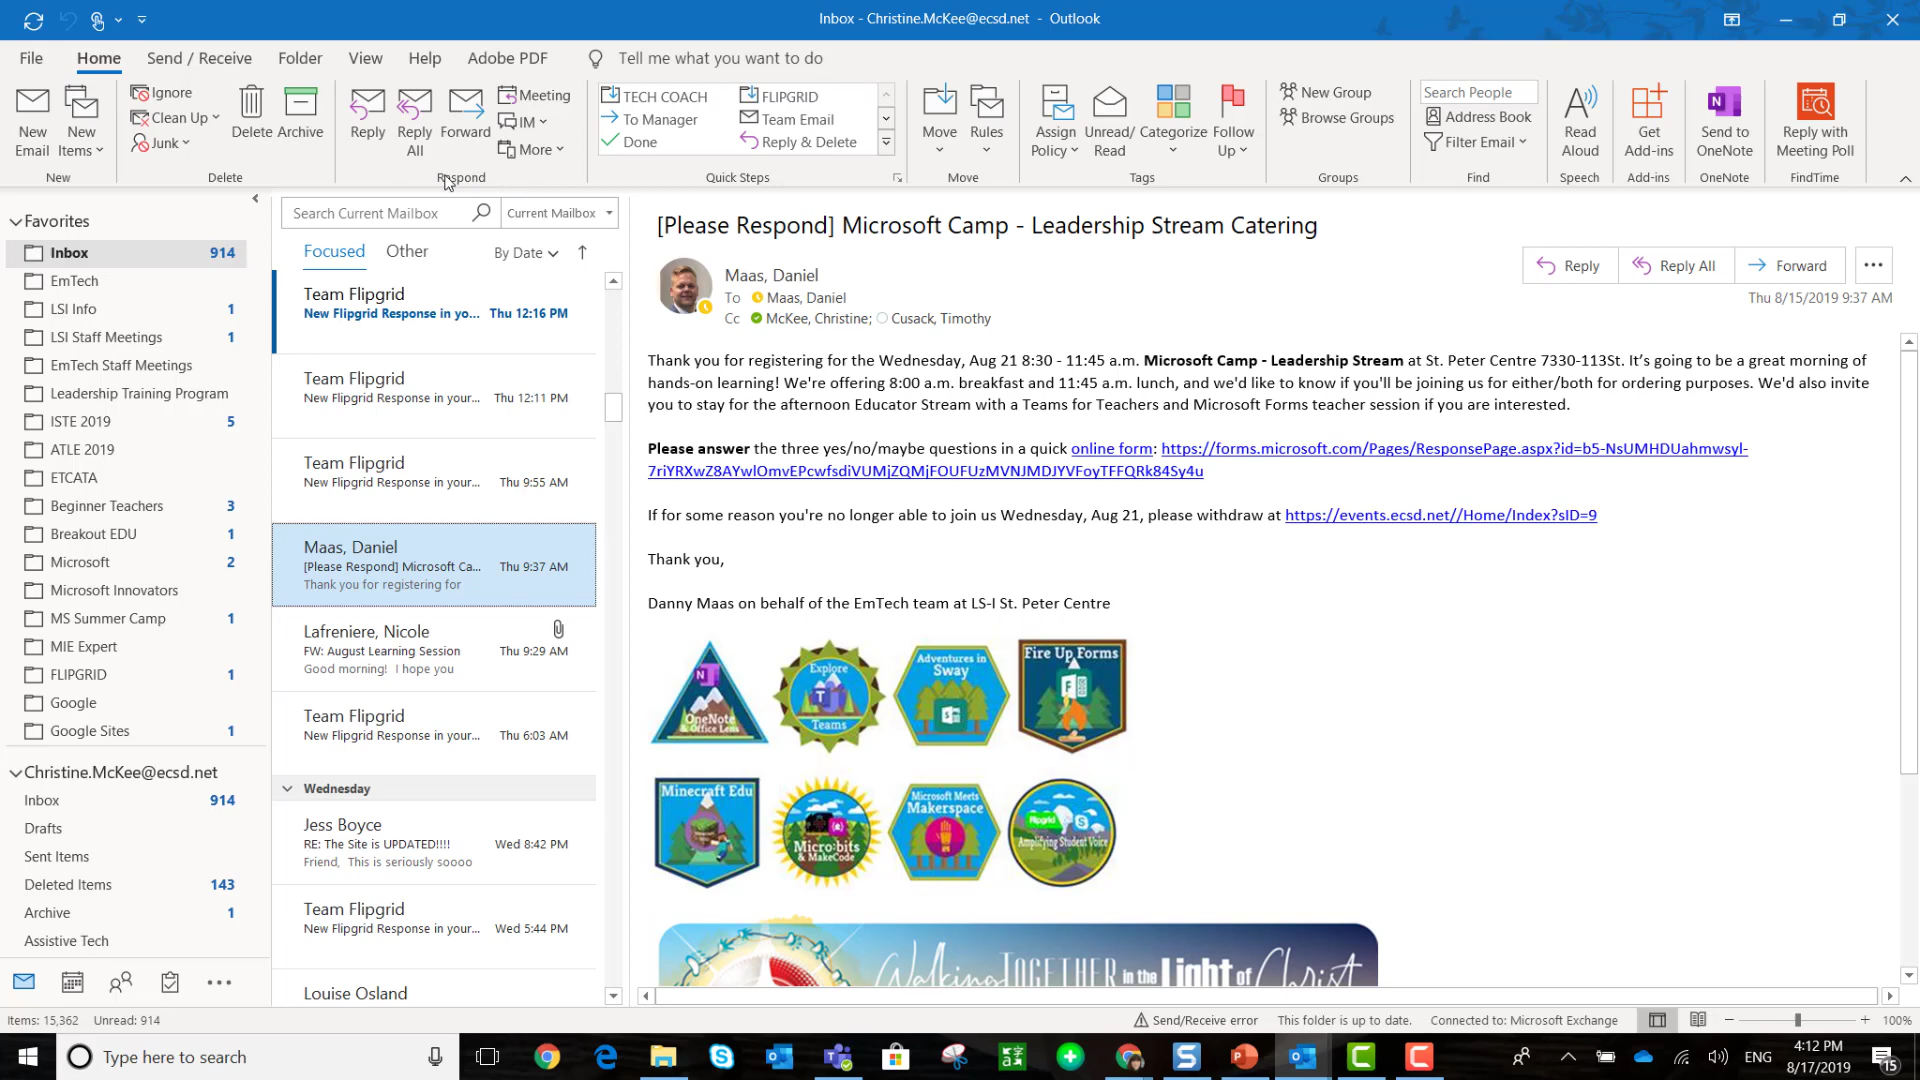 Inbox - Christine.McKee@ecsd.net - Outlook
File Home Send / Receive Folder View Help Adobe PDF Tell me what you want to do
New Email
New Items
New
Ignore
Clean Up
Junk
Delete
Archive
Delete
Reply
Reply All
Forward
Meeting
IM
More
Respond
TECH COACH
To Manager
Done
FLIPGRID
Team Email
Reply & Delete
Quick Steps
Move
Rules
Move
Assign Policy
Unread/ Read
Categorize
Follow Up
Tags
New Group
Browse Groups
Groups
Search People
Address Book
Filter Email
Find
Read Aloud
Speech
Get Add-ins
Add-ins
Send to OneNote
OneNote
Reply with Meeting Poll
FindTime
Favorites
Inbox 914
EmTech
LSI Info 1
LSI Staff Meetings 1
EmTech Staff Meetings
Leadership Training Program
ISTE 2019 5
ATLE 2019
ETCATA
Beginner Teachers 3
Breakout EDU 1
Microsoft 2
Microsoft Innovators
MS Summer Camp 1
MIE Expert
FLIPGRID 1
Google
Google Sites 1
Christine.McKee@ecsd.net
Inbox 914
Drafts
Sent Items
Deleted Items 143
Archive 1
Assistive Tech
Search Current Mailbox Current Mailbox
Focused Other By Date
Team Flipgrid
New Flipgrid Response in yo... Thu 12:16 PM
Team Flipgrid
New Flipgrid Response in your... Thu 12:11 PM
Team Flipgrid
New Flipgrid Response in your... Thu 9:55 AM
Maas, Daniel
[Please Respond] Microsoft Ca... Thu 9:37 AM
Thank you for registering for
Lafreniere, Nicole
FW: August Learning Session Thu 9:29 AM
Good morning! I hope you
Team Flipgrid
New Flipgrid Response in your... Thu 6:03 AM
Wednesday
Jess Boyce
RE: The Site is UPDATED!!!! Wed 8:42 PM
Friend, This is seriously soooo
Team Flipgrid
New Flipgrid Response in your... Wed 5:44 PM
Louise Osland
[Please Respond] Microsoft Camp - Leadership Stream Catering
Maas, Daniel
To Maas, Daniel
Cc McKee, Christine; Cusack, Timothy
Reply Reply All Forward ...
Thu 8/15/2019 9:37 AM
Thank you for registering for the Wednesday, Aug 21 8:30 - 11:45 a.m. Microsoft Camp - Leadership Stream at St. Peter Centre 7330-113St. It's going to be a great morning of
hands-on learning! We're offering 8:00 a.m. breakfast and 11:45 a.m. lunch, and we'd like to know if you'll be joining us for either/both for ordering purposes. We'd also invite
you to stay for the afternoon Educator Stream with a Teams for Teachers and Microsoft Forms teacher session if you are interested.
Please answer the three yes/no/maybe questions in a quick online form: https://forms.microsoft.com/Pages/ResponsePage.aspx?id=b5-NsUMHDUahmwsyl-
7riYRXwZ8AYwlOmvEPcwfsdiVUMjZQMjFOUFUzMVNJMDJYVFoyTFFQRk84Sy4u
If for some reason you're no longer able to join us Wednesday, Aug 21, please withdraw at https://events.ecsd.net//Home/Index?sID=9
Thank you,
Danny Maas on behalf of the EmTech team at LS-I St. Peter Centre
N
OneNote
& Office Lens
Explore
T
Teams
Adventures in
Sway
S
Fire Up Forms
F
Minecraft Edu
Micro:bits
& MakeCode
Microsoft Meets
Makerspace
Flipgrid
Amplifying Student Voice
Walking TOGETHER in the Light of Christ
Items: 15,362 Unread: 914 Send/Receive error This folder is up to date. Connected to: Microsoft Exchange 100%
Type here to search
ENG
4:12 PM
8/17/2019
15